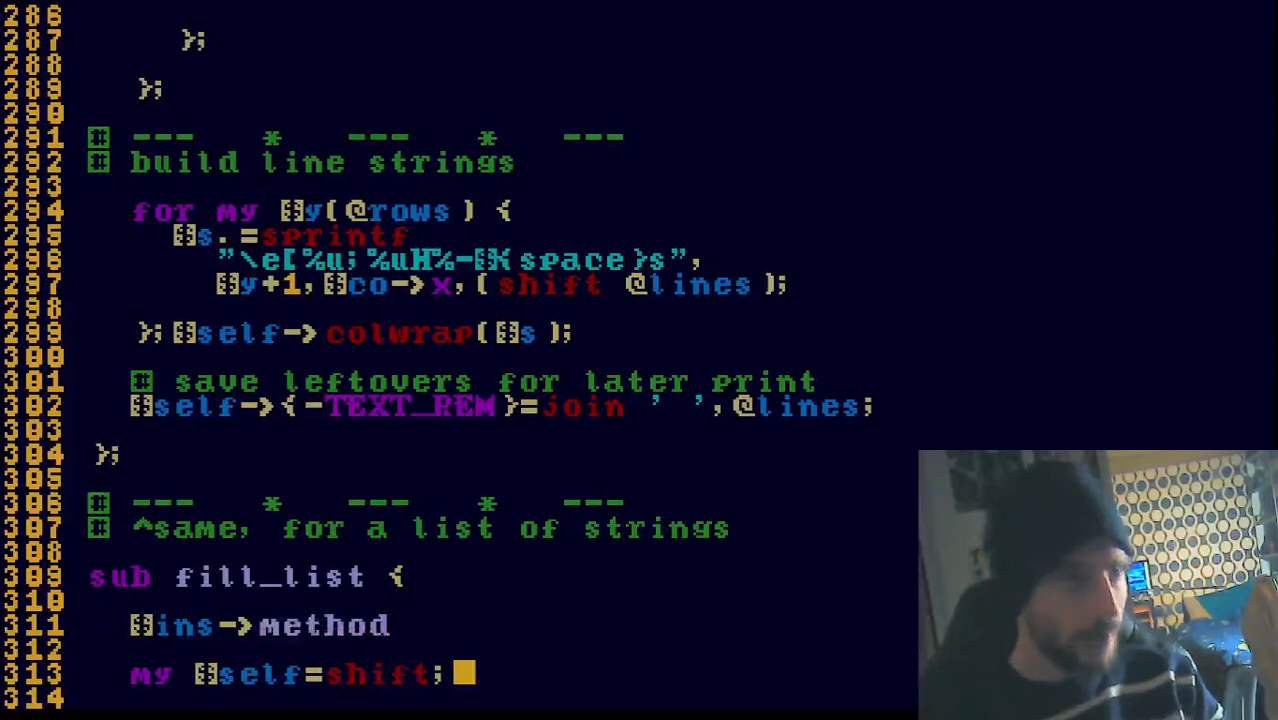 286
287 };
288
289 };
290
291 # --- * --- * ---
292 # build line strings
293
294 for my $y(@rows) {
295 $s.=sprintf
296 "\e[%u;%uH%-${space}s",
297 $y+1,$co->x,(shift @lines);
298
299 };$self->colwrap($s);
300
301 # save leftovers for later print
302 $self->{-TEXT_REM}=join ' ',@lines;
303
304 };
305
306 # --- * --- * ---
307 # ^same, for a list of strings
308
309 sub fill_list {
310
311 $ins->method
312
313 my $self=shift;
314